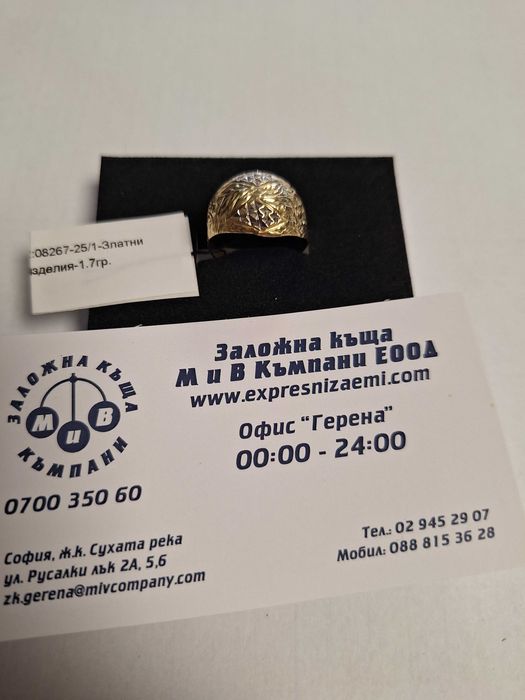 :08267-25/1-Златни
изделия-1.7гр.
ЗАЛОЖНА КЪЩА
М и В
КЪМПАНИ
Заложна къща
М и В Къмпани ЕООД
www.expresnizaemi.com
Офис "Герена"
00:00 - 24:00
0700 350 60
София, ж.к. Сухата река
ул. Русалки лък 2А, 5,6
zk.gerena@mivcompany.com
Тел.: 02 945 29 07
Мобил: 088 815 36 28